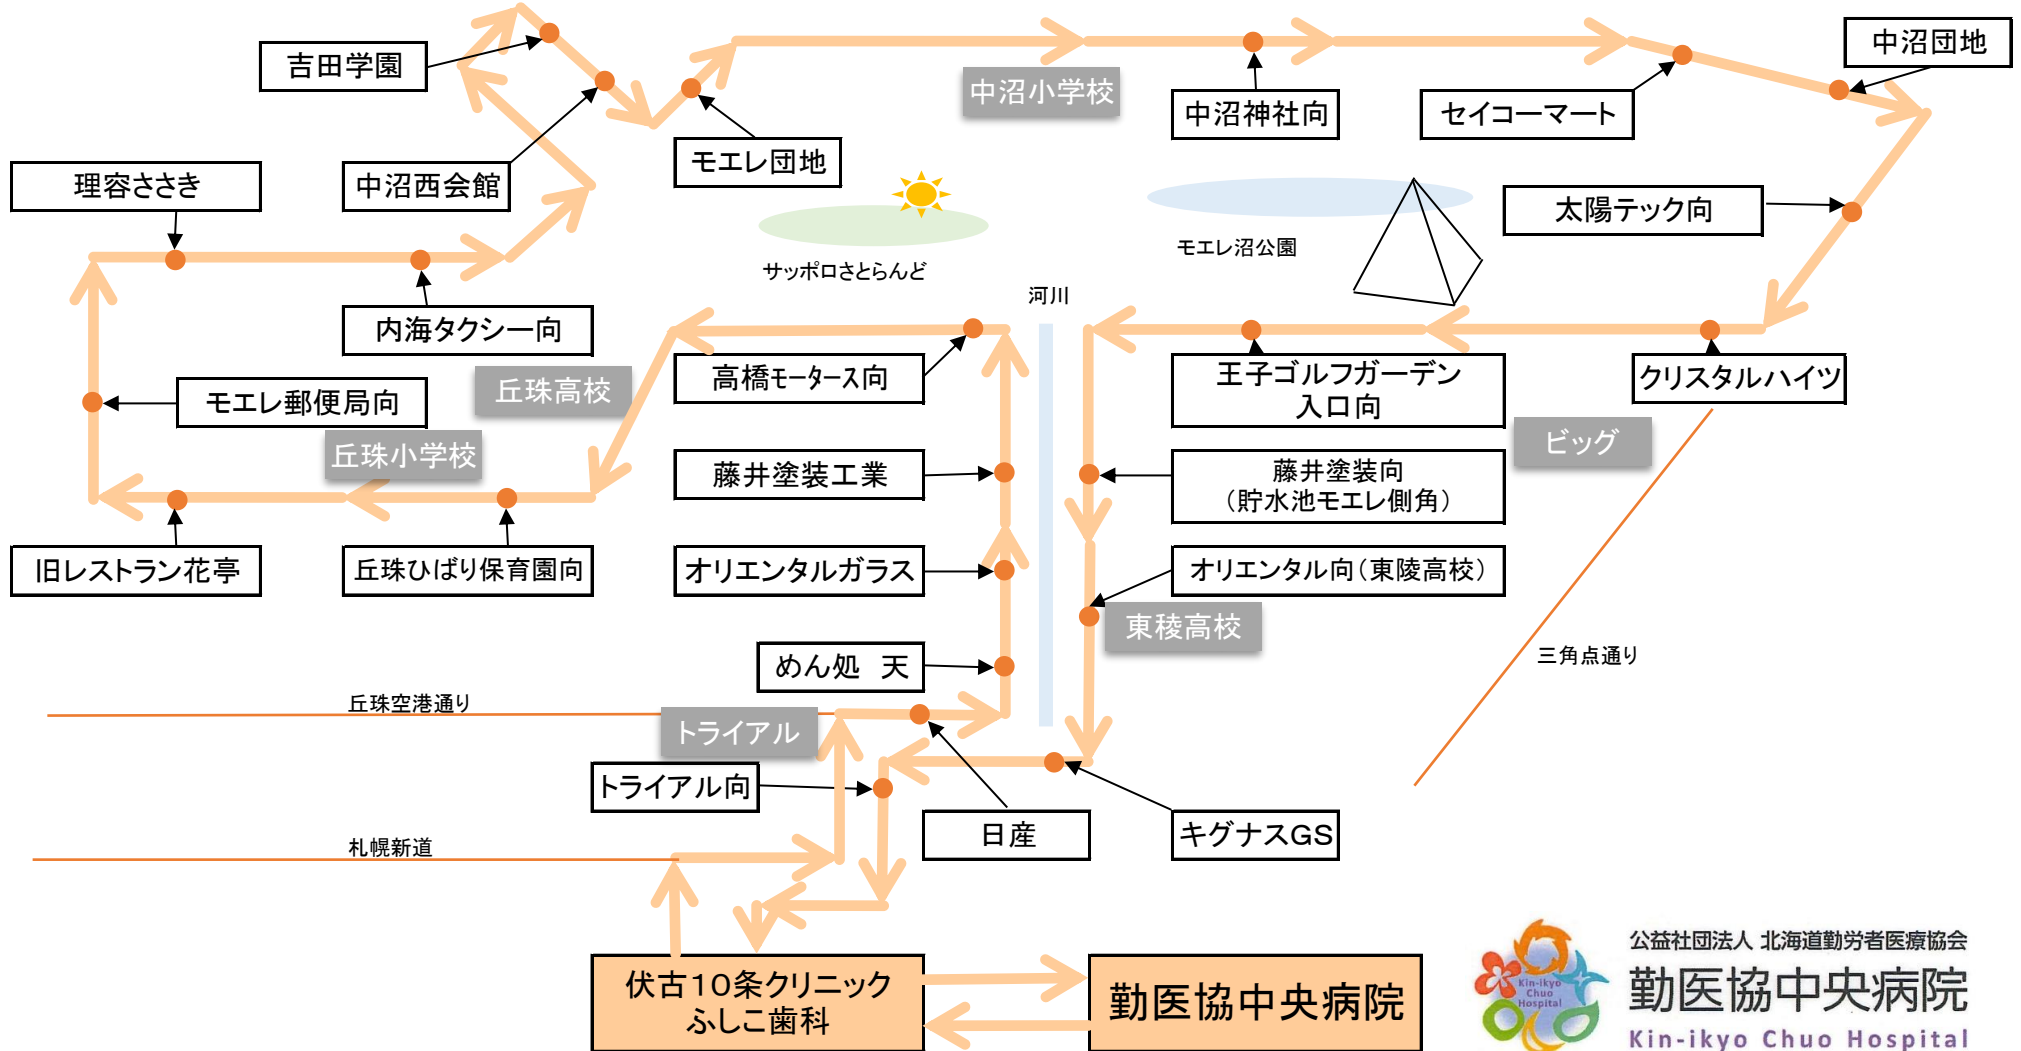 吉田学園
中沼小学校
中沼団地
中沼神社向
セイコーマート
モエレ団地
理容ささき
中沼西会館
太陽テック向
モエレ沼公園
サッポロさとらんど
河川
内海タクシー向
高橋モータース向
王子ゴルフガーデン
入口向
クリスタルハイツ
丘珠高校
モエレ郵便局向
丘珠小学校
ビッグ
藤井塗装工業
藤井塗装向
（貯水池モエレ側角）
旧レストラン花亭
丘珠ひばり保育園向
オリエンタルガラス
オリエンタル向（東陵高校）
東稜高校
めん処　天
三角点通り
丘珠空港通り
トライアル
トライアル向
日産
キグナスGS
札幌新道
伏古10条クリニック
ふしこ歯科
勤医協中央病院
Kin-ikyo
Chuo
Hospital
公益社団法人 北海道勤労者医療協会
勤医協中央病院
Kin-ikyo Chuo Hospital